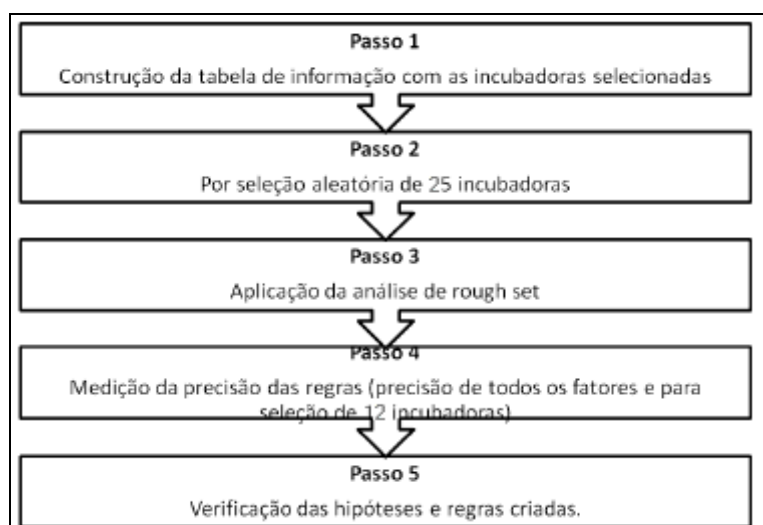 Passo 1
Construção da tabela de informação com as incubadoras selecionadas
Passo 2
Por seleção aleatória de 25 incubadoras
Passo 3
Aplicação da análise de rough set
Passo 4
Medição da precisão das regras (precisão de todos os fatores e para
seleção de 12 incubadoras)
Passo 5
Verificação das hipóteses e regras criadas.